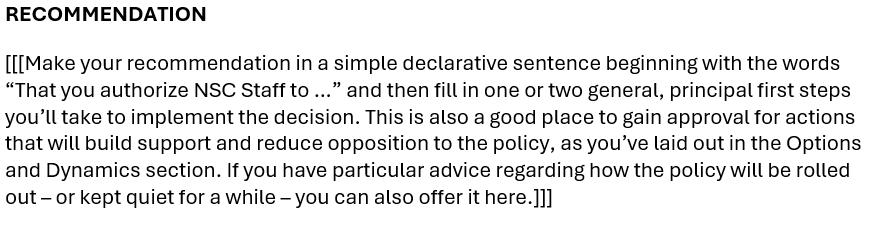 RECOMMENDATION
[[[Make your recommendation in a simple declarative sentence beginning with the words
“That you authorize NSC Staff to ...” and then fill in one or two general, principal first steps
you’ll take to implement the decision. This is also a good place to gain approval for actions
that will build support and reduce opposition to the policy, as you’ve laid out in the Options
and Dynamics section. If you have particular advice regarding how the policy will be rolled
out – or kept quiet for a while – you can also offer it here.]]]